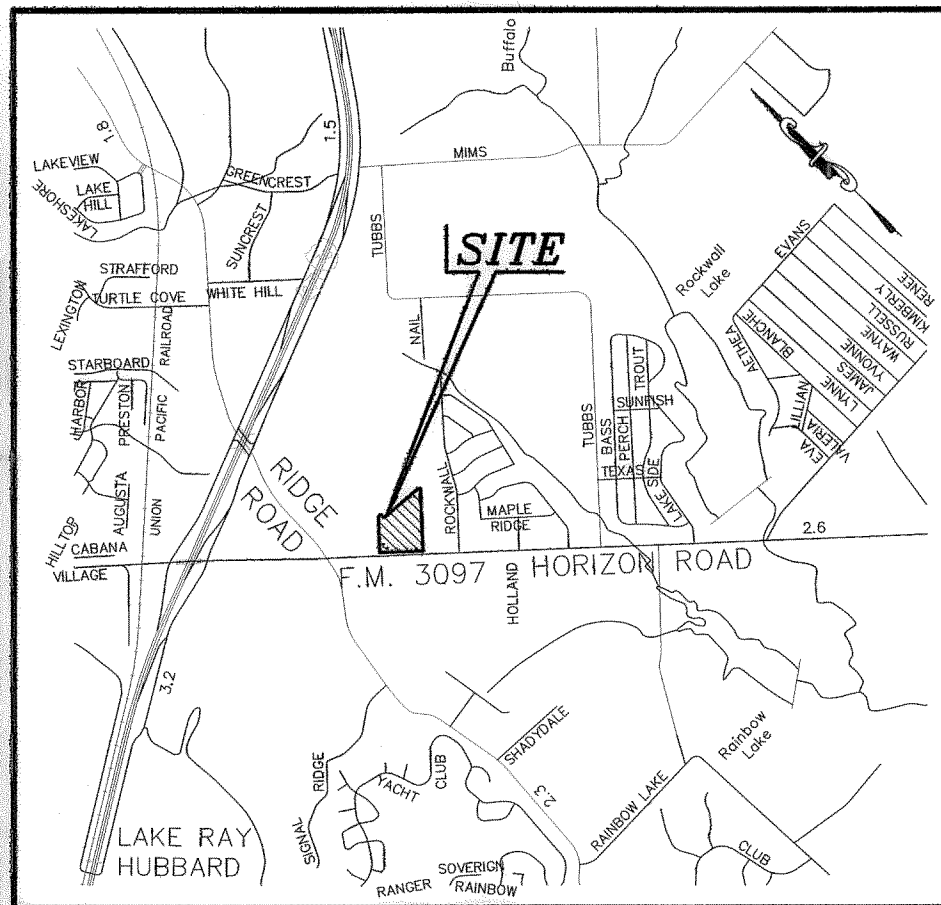 Buffalo
1.8
1.5
MIMS
LAKEVIEW
LAKE
HILL
LAKESHORE
GREENCREST
SUNCREST
TUBBS
SITE
EVANS
RENEE
KIMBERLY
RUSSELL
WAYNE
YVONNE
JAMES
LYNNE
Rockwall
Lake
STRAFFORD
TURTLE COVE
WHITE HILL
LEXINGTON
RAILROAD
NAIL
AETHEA
BLANCHE
STARBOARD
HARBOR
PRESTON
PACIFIC
TROUT
SUNFISH
BASS
PERCH
TUBBS
LILLIAN
VALERIA
EVA
TEXAS
SIDE
LAKE
RIDGE
ROAD
ROCKWALL
MAPLE
RIDGE
AUGUSTA
UNION
HILLTOP
CABANA
VILLAGE
2.6
F.M. 3097 HORIZON ROAD
HOLLAND
3.2
SHADYDALE
Rainbow
Lake
SIGNAL
RIDGE
YACHT
CLUB
2.3
RAINBOW LAKE
LAKE RAY
HUBBARD
CLUB
SOVERIGN
RANGER
RAINBOW